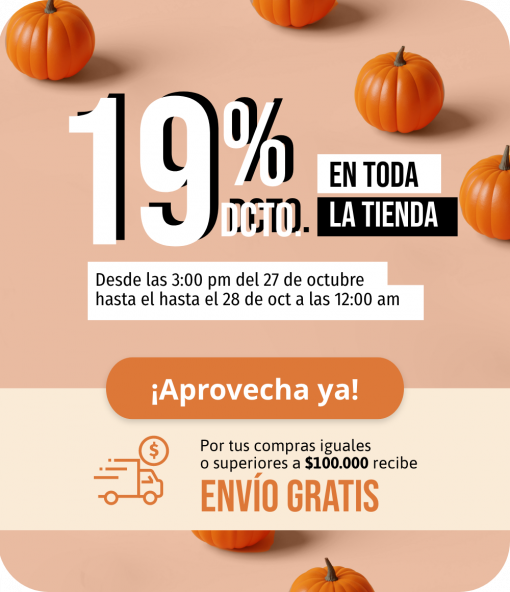 19%
DCTO.
EN TODA
LA TIENDA
Desde las 3:00 pm del 27 de octubre
hasta el hasta el 28 de oct a las 12:00 am
¡Aprovecha ya!
$
Por tus compras iguales
o superiores a $100.000 recibe
ENVÍO GRATIS